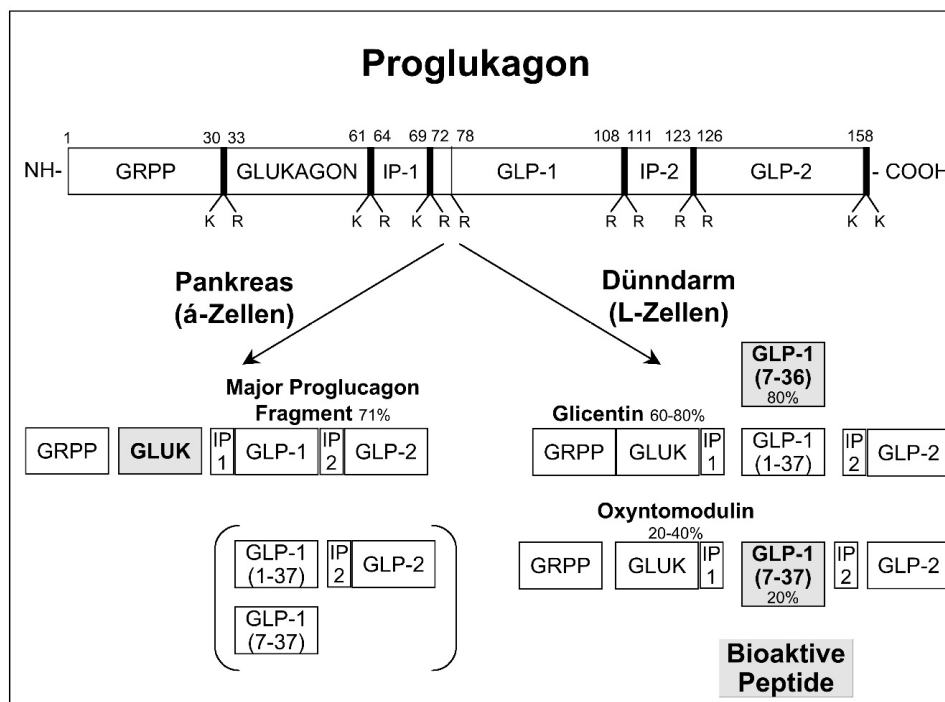 Proglukagon
1 30 33 61 64 69 72 78 108 111 123 126 158
NH- GRPP GLUKAGON IP-1 GLP-1 IP-2 GLP-2 - COOH
K R K R K R R R R R R K K
Pankreas
(á-Zellen)
Dünndarm
(L-Zellen)
Major Proglucagon
Fragment 71%
GRPP GLUK IP 1 GLP-1 IP 2 GLP-2
GLP-1
(1-37)
IP
2
GLP-2
GLP-1
(7-37)
GLP-1
(7-36)
80%
Glicentin 60-80%
GRPP GLUK IP 1
GLP-1
(1-37)
IP
2
GLP-2
Oxyntomodulin
20-40%
GRPP GLUK IP 1
GLP-1
(7-37)
20%
IP
2
GLP-2
Bioaktive
Peptide